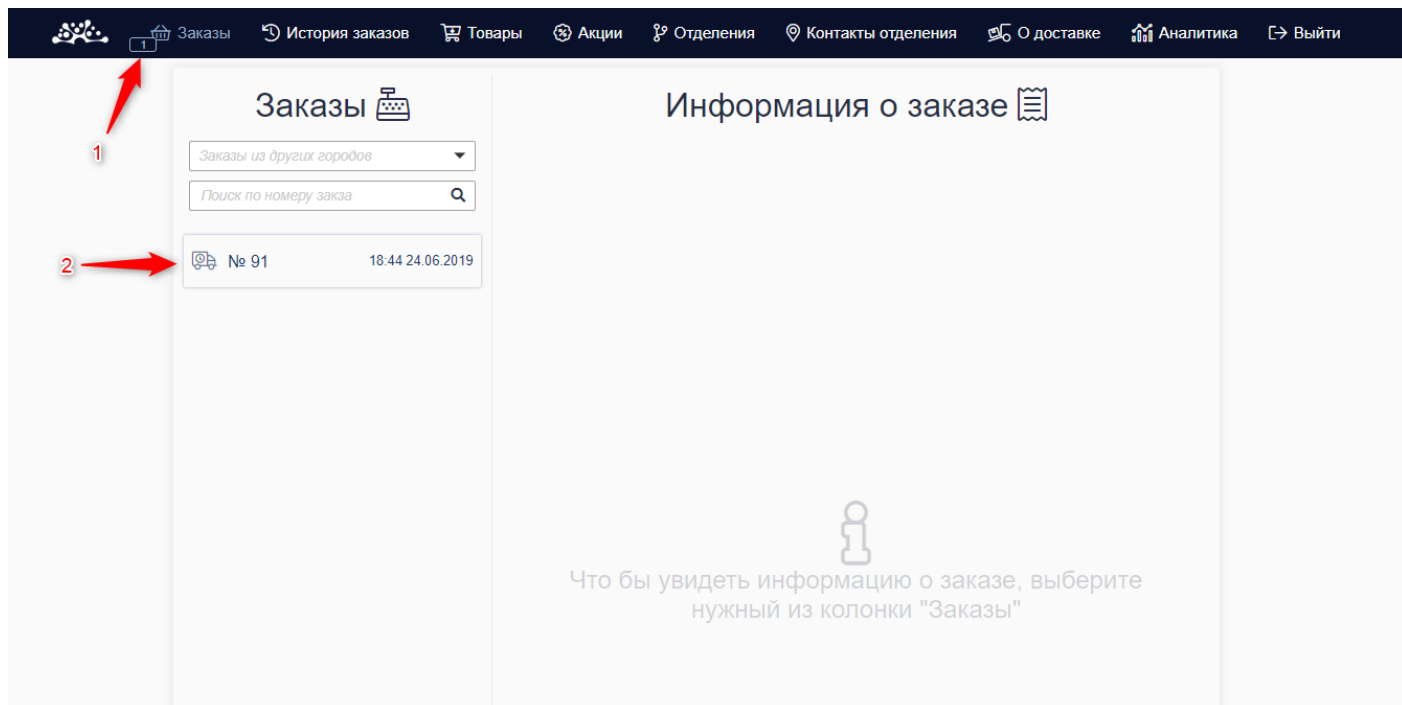 1 Заказы История заказов Товары Акции Отделения Контакты отделения О доставке Аналитика Выйти
Заказы
Информация о заказе
1
Заказы из других городов
Поиск по номеру закза
2
№ 91 18:44 24.06.2019
Что бы увидеть информацию о заказе, выберите
нужный из колонки "Заказы"